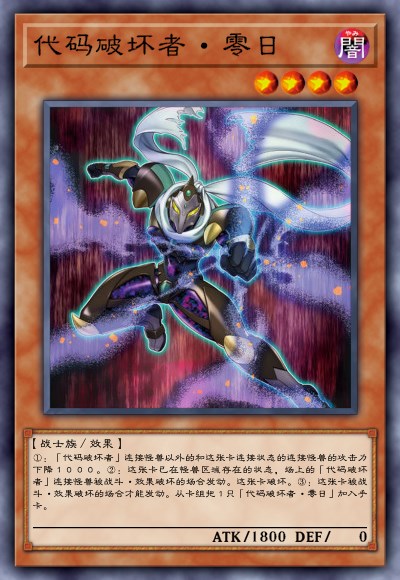 代码破坏者·零日
やみ
闇
【战士族/效果】
①：「代码破坏者」连接怪兽以外的和这张卡连接状态的连接怪兽的攻击力
下降１０００。②：这张卡已在怪兽区域存在的状态，场上的「代码破坏
者」连接怪兽被战斗·效果破坏的场合发动。这张卡破坏。③：这张卡被战
斗·效果破坏的场合才能发动。从卡组把１只「代码破坏者·零日」加入手
卡。
ATK/1800 DEF/ 0